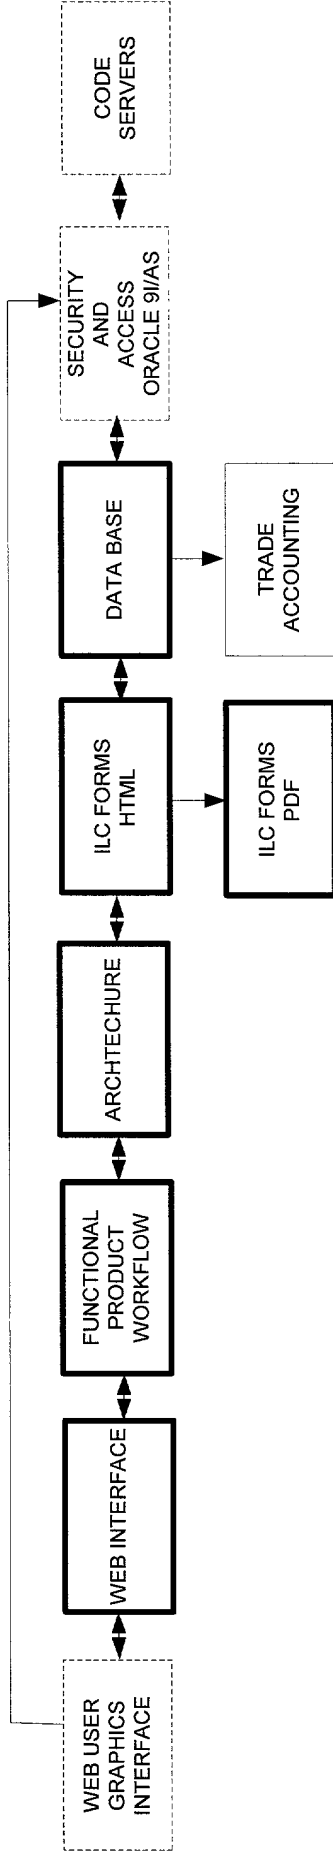 WEB USER
GRAPHICS
INTERFACE
WEB INTERFACE
FUNCTIONAL
PRODUCT
WORKFLOW
ARCHTECHURE
ILC FORMS
HTML
DATA BASE
SECURITY
AND
ACCESS
ORACLE 9I/AS
CODE
SERVERS
ILC FORMS
PDF
TRADE
ACCOUNTING